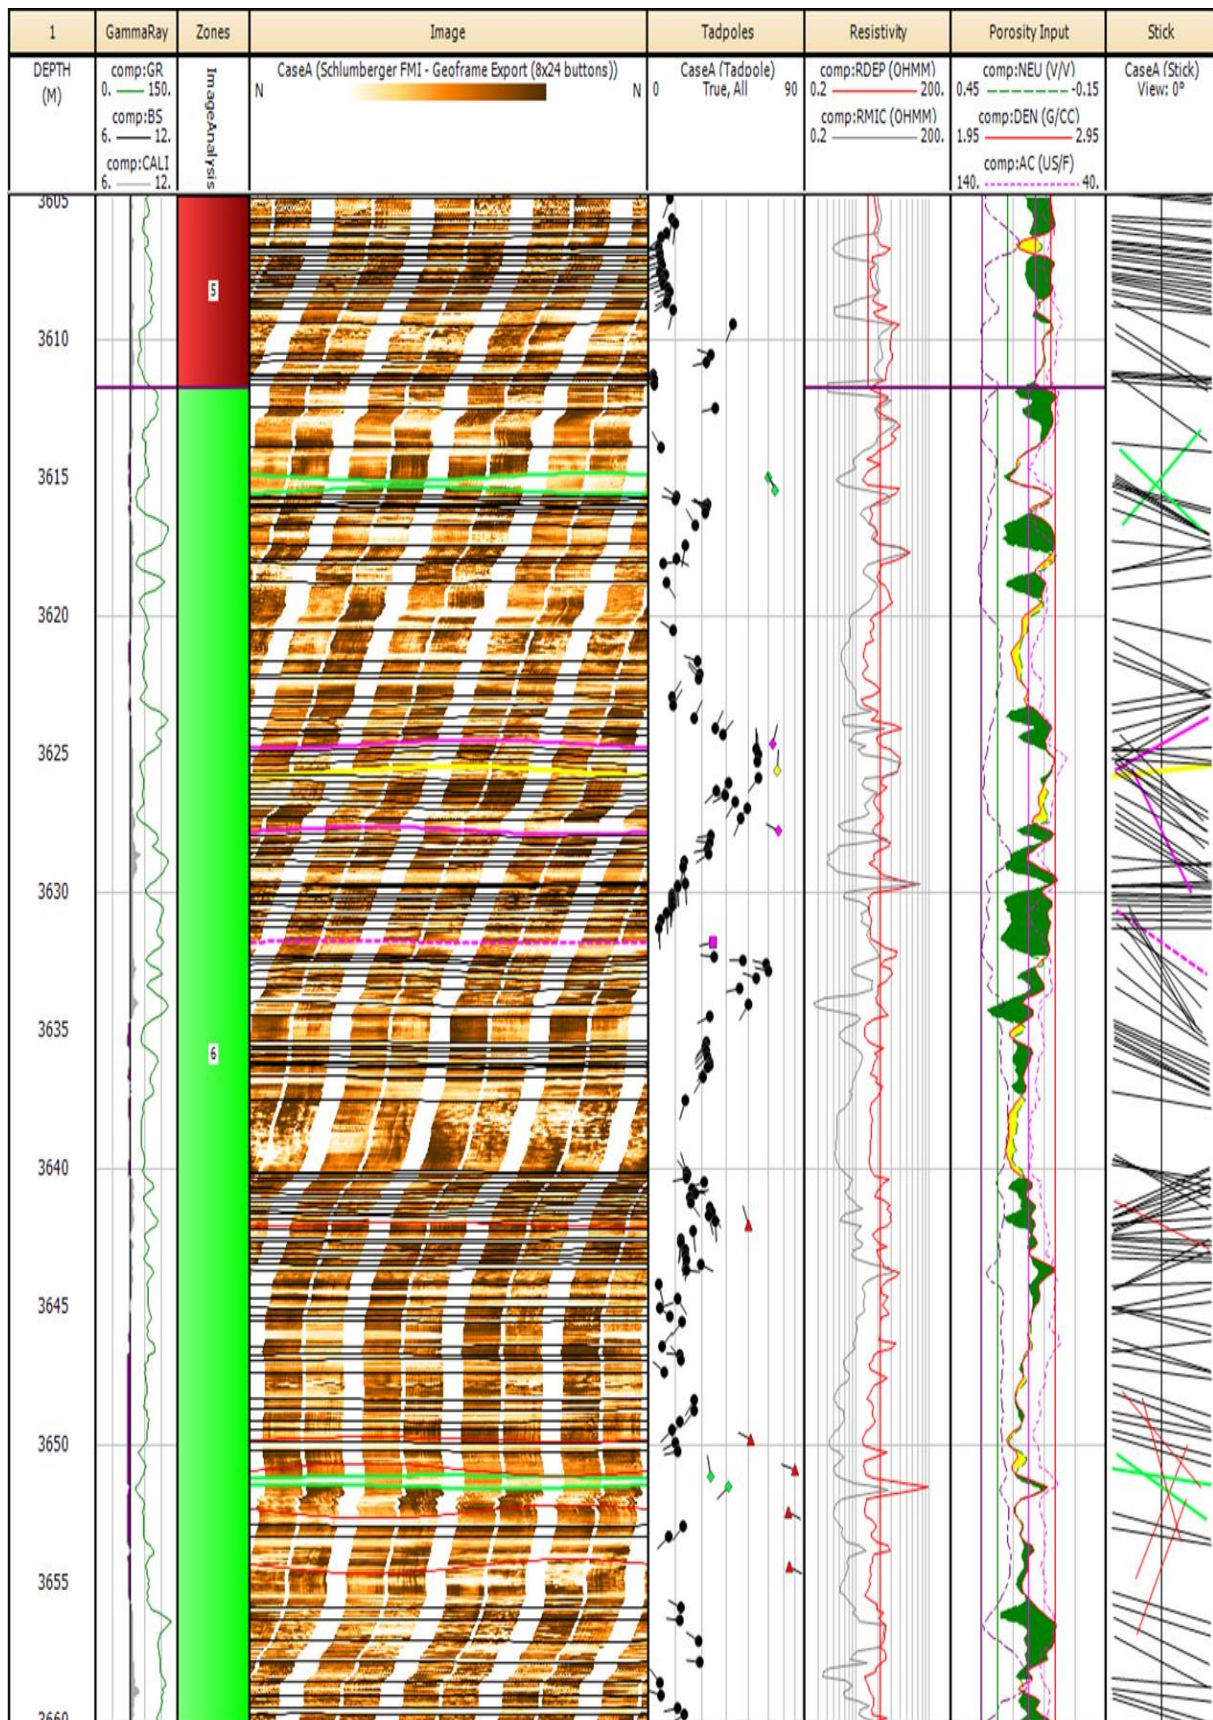 1 GammaRay Zones Image Tadpoles Resistivity Porosity Input Stick
DEPTH
(M)
comp:GR
0. 150.
comp:BS
6. 12.
comp:CALI
6. 12.
ImageAnalysis
CaseA (Schlumberger FMI - Geoframe Export (8x24 buttons))
N N
CaseA (Tadpole)
0 True, All 90
comp:RDEP (OHMM)
0.2 200.
comp:RMIC (OHMM)
0.2 200.
comp:NEU (V/V)
0.45 -0.15
comp:DEN (G/CC)
1.95 2.95
comp:AC (US/F)
140. 40.
CaseA (Stick)
View: 0°
3605
5
3610
3615
3620
3625
3630
3635
6
3640
3645
3650
3655
3660